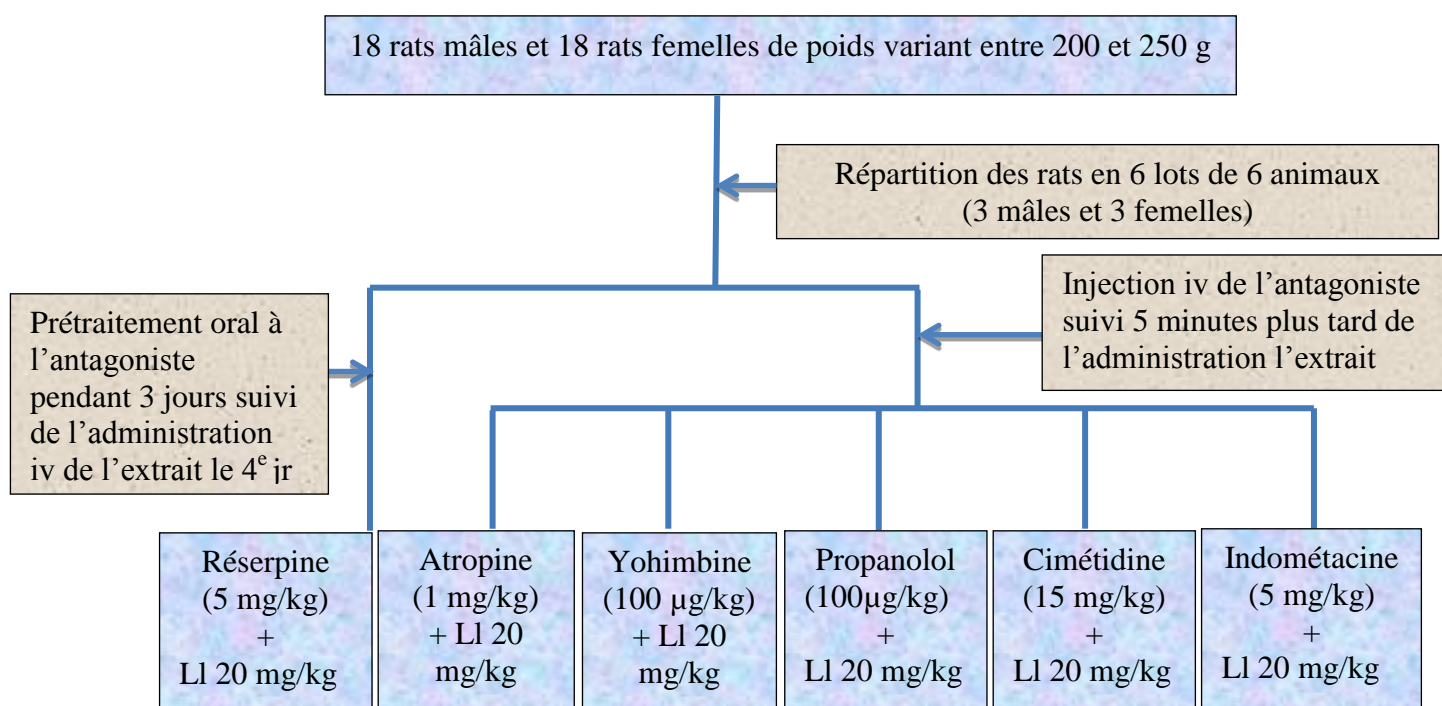 18 rats mâles et 18 rats femelles de poids variant entre 200 et 250 g
Répartition des rats en 6 lots de 6 animaux
(3 mâles et 3 femelles)
Injection iv de l’antagoniste
suivi 5 minutes plus tard de
l’administration l’extrait
Prétraitement oral à
l’antagoniste
pendant 3 jours suivi
de l’administration
iv de l’extrait le 4e jr
Réserpine
(5 mg/kg)
+
Ll 20 mg/kg
Atropine
(1 mg/kg)
+ Ll 20
mg/kg
Yohimbine
(100 µg/kg)
+ Ll 20
mg/kg
Propanolol
(100µg/kg)
+
Ll 20 mg/kg
Cimétidine
(15 mg/kg)
+
Ll 20 mg/kg
Indométacine
(5 mg/kg)
+
Ll 20 mg/kg